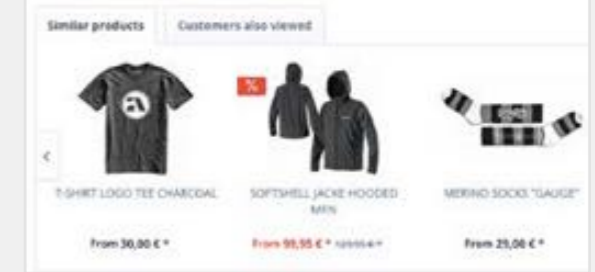 Similar products
Customers also viewed
%
T-SHIRT LOGO TEE CHARCOAL
SOFTSHELL JACKE HOODED
MEN
MERINO SOCKS "GAUGE"
From 30,00 € *
From 99,95 € *
From 25,00 € *